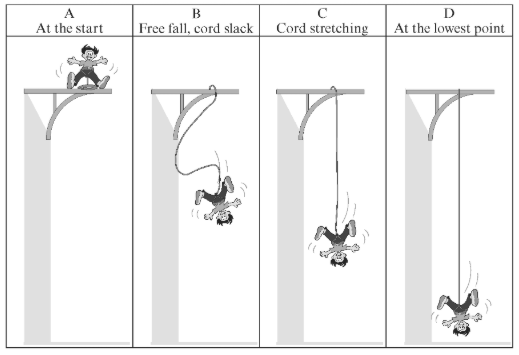 A
At the start
B
Free fall, cord slack
C
Cord stretching
D
At the lowest point